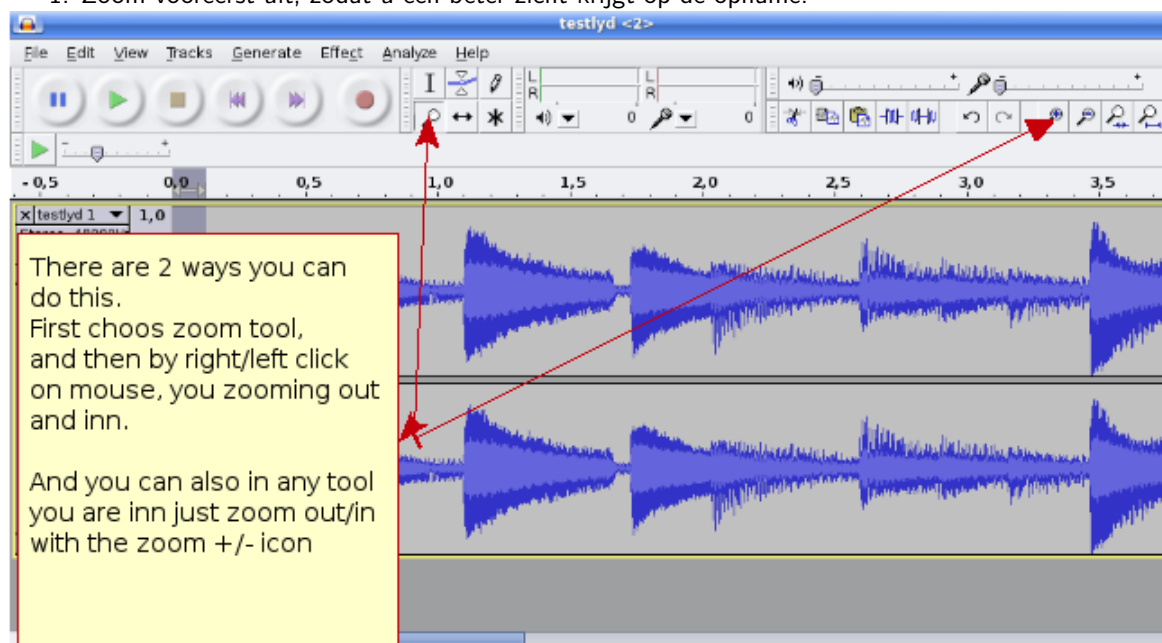 1. Zoom vooreerst uit, zodat u een beter zicht krijgt op de opname.
testlyd <2>
File Edit View Tracks Generate Effect Analyze Help
L
R
L
R
0
0
- 0,5 0,0 0,5 1,0 1,5 2,0 2,5 3,0 3,5
testlyd 1 1,0
There are 2 ways you can
do this.
First choos zoom tool,
and then by right/left click
on mouse, you zooming out
and inn.
And you can also in any tool
you are inn just zoom out/in
with the zoom +/- icon